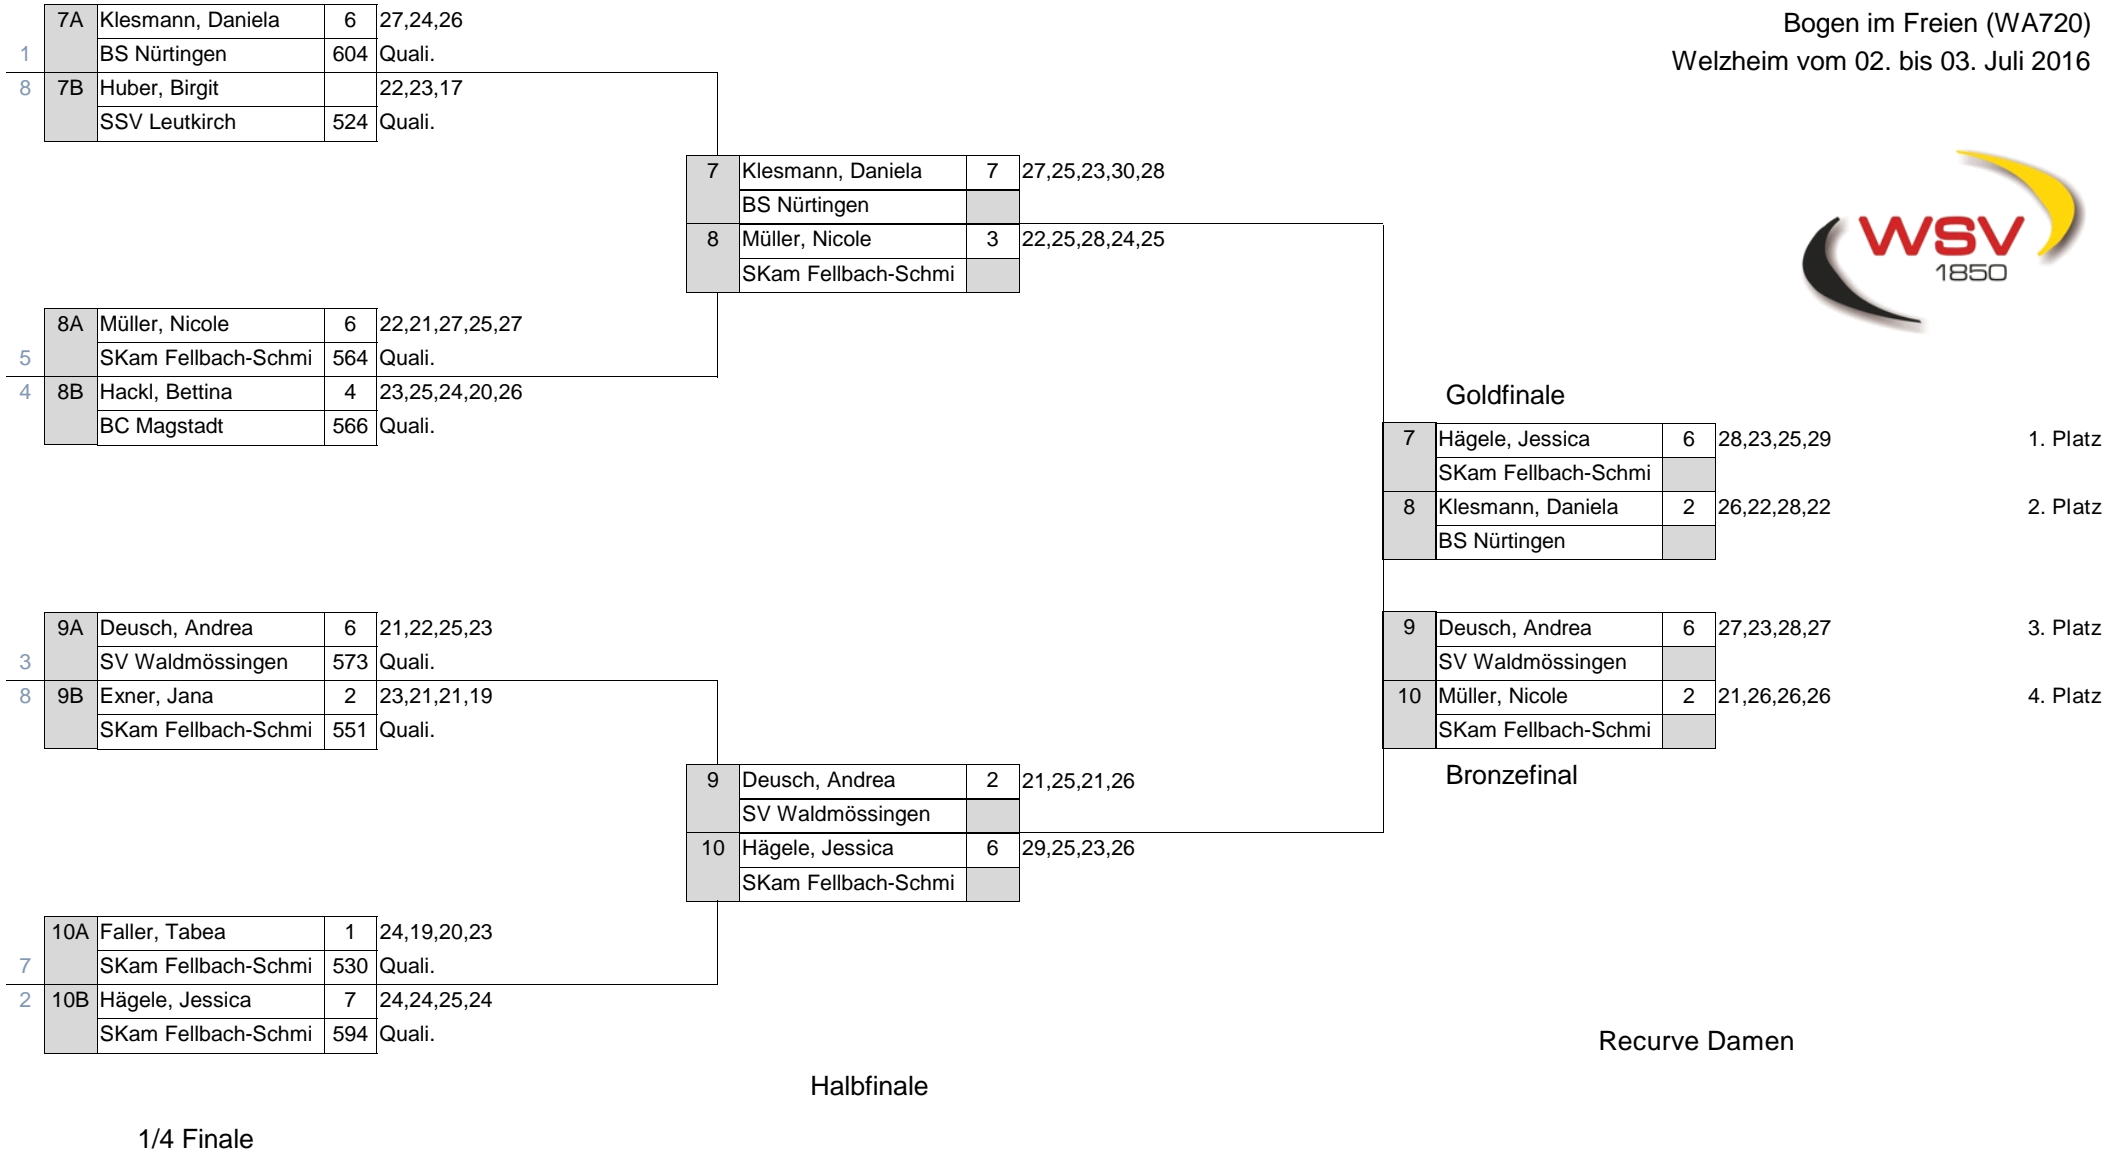 Bogen im Freien (WA720)
Welzheim vom 02. bis 03. Juli 2016
WSV
1850
7A Klesmann, Daniela 6 27,24,26
1 BS Nürtingen 604 Quali.
8 7B Huber, Birgit 22,23,17
SSV Leutkirch 524 Quali.
8A Müller, Nicole 6 22,21,27,25,27
5 SKam Fellbach-Schmi 564 Quali.
4 8B Hackl, Bettina 4 23,25,24,20,26
BC Magstadt 566 Quali.
9A Deusch, Andrea 6 21,22,25,23
3 SV Waldmössingen 573 Quali.
8 9B Exner, Jana 2 23,21,21,19
SKam Fellbach-Schmi 551 Quali.
10A Faller, Tabea 1 24,19,20,23
7 SKam Fellbach-Schmi 530 Quali.
2 10B Hägele, Jessica 7 24,24,25,24
SKam Fellbach-Schmi 594 Quali.
1/4 Finale
7 Klesmann, Daniela 7 27,25,23,30,28
BS Nürtingen
8 Müller, Nicole 3 22,25,28,24,25
SKam Fellbach-Schmi
9 Deusch, Andrea 2 21,25,21,26
SV Waldmössingen
10 Hägele, Jessica 6 29,25,23,26
SKam Fellbach-Schmi
Halbfinale
Goldfinale
7 Hägele, Jessica 6 28,23,25,29 1. Platz
SKam Fellbach-Schmi
8 Klesmann, Daniela 2 26,22,28,22 2. Platz
BS Nürtingen
9 Deusch, Andrea 6 27,23,28,27 3. Platz
SV Waldmössingen
10 Müller, Nicole 2 21,26,26,26 4. Platz
SKam Fellbach-Schmi
Bronzefinal
Recurve Damen